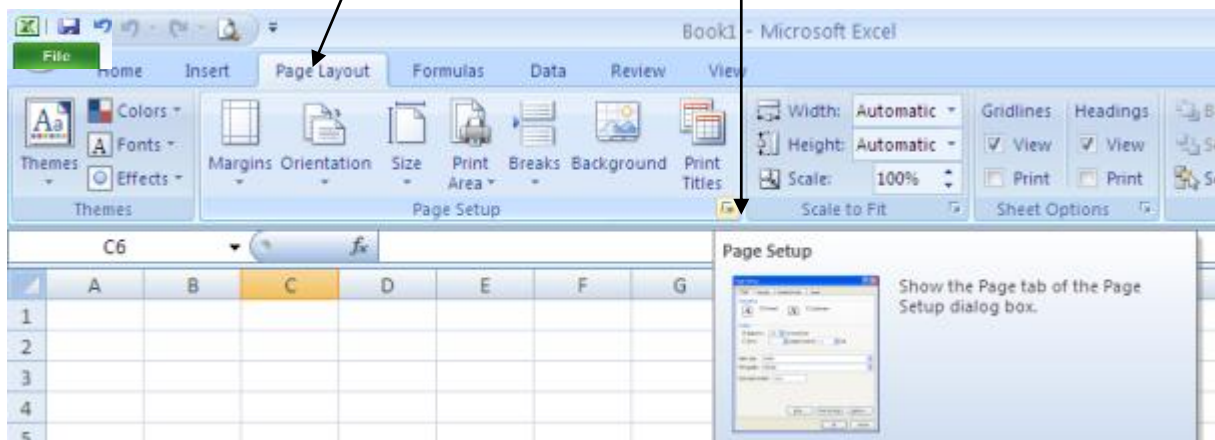 Book1 - Microsoft Excel
File
Home Insert Page Layout Formulas Data Review View
Colors
Fonts
Effects
Themes
Margins Orientation Size Print Area Breaks Background Print Titles
Width: Automatic
Height: Automatic
Scale: 100%
Gridlines Headings
View View
Print Print
Themes Page Setup Scale to Fit Sheet Options
C6 fx
A B C D E F G
1
2
3
4
5
Page Setup
Show the Page tab of the Page
Setup dialog box.